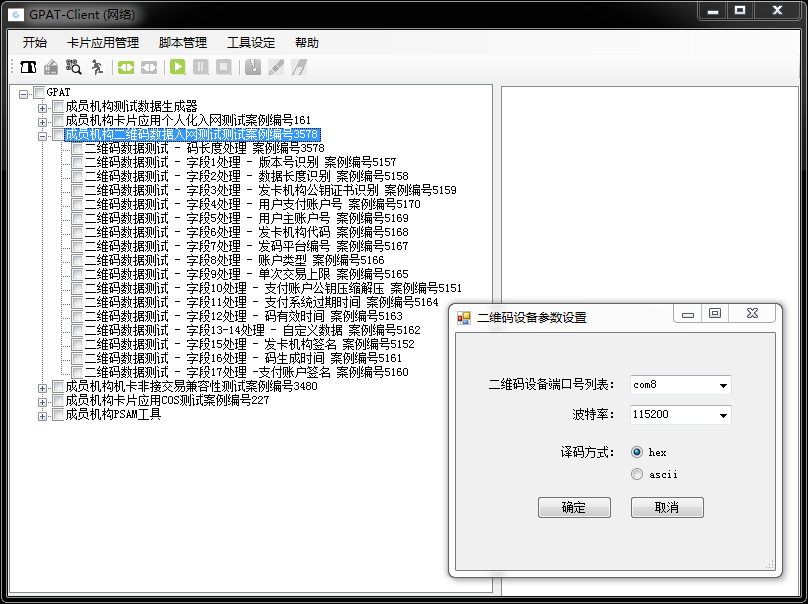 GPAT-Client (网络)
开始 卡片应用管理 脚本管理 工具设定 帮助
GPAT
成员机构测试数据生成器
成员机构卡片应用个人化入网测试案例编号161
成员机构二维码数据入网测试测试案例编号3578
二维码数据测试 - 码长度处理 案例编号3578
二维码数据测试 - 字段1处理 - 版本号识别 案例编号5157
二维码数据测试 - 字段2处理 - 数据长度识别 案例编号5158
二维码数据测试 - 字段3处理 - 发卡机构公钥证书识别 案例编号5159
二维码数据测试 - 字段4处理 - 用户支付账户号 案例编号5170
二维码数据测试 - 字段5处理 - 用户主账户号 案例编号5169
二维码数据测试 - 字段6处理 - 发卡机构代码 案例编号5168
二维码数据测试 - 字段7处理 - 发码平台编号 案例编号5167
二维码数据测试 - 字段8处理 - 账户类型 案例编号5166
二维码数据测试 - 字段9处理 - 单次交易上限 案例编号5165
二维码数据测试 - 字段10处理 - 支付账户公钥压缩解压 案例编号5151
二维码数据测试 - 字段11处理 - 支付系统过期时间 案例编号5164
二维码数据测试 - 字段12处理 - 码有效时间 案例编号5163
二维码数据测试 - 字段13-14处理 - 自定义数据 案例编号5162
二维码数据测试 - 字段15处理 - 发卡机构签名 案例编号5152
二维码数据测试 - 字段16处理 - 码生成时间 案例编号5161
二维码数据测试 - 字段17处理 -支付账户签名 案例编号5160
成员机构机卡非接交易兼容性测试案例编号3480
成员机构卡片应用COS测试案例编号227
成员机构PSAM工具
二维码设备参数设置
二维码设备端口号列表: com8
波特率: 115200
译码方式: hex
ascii
确定 取消